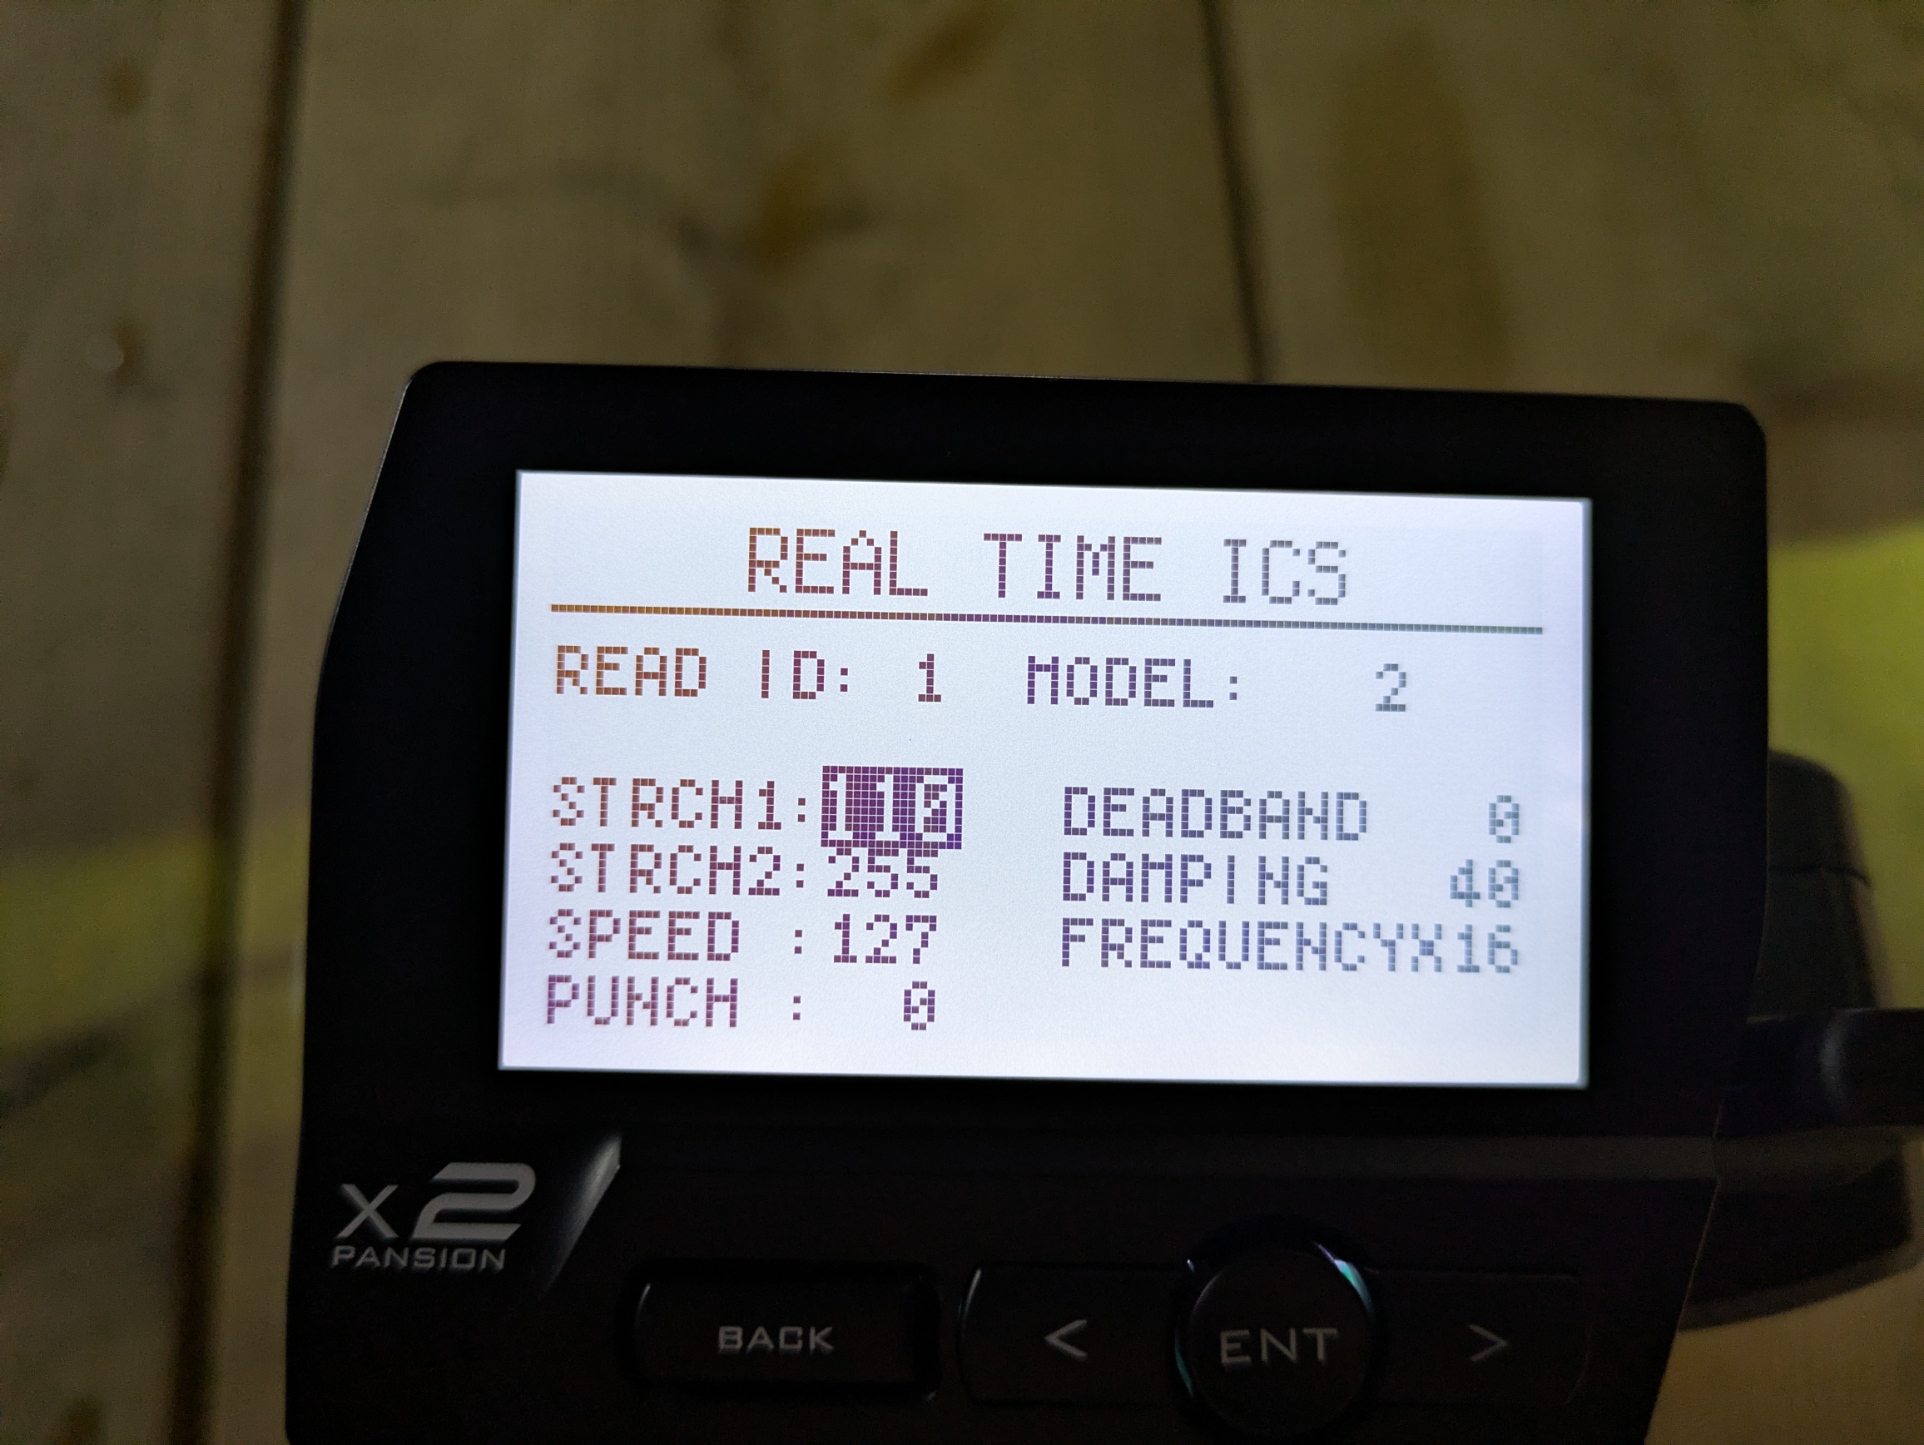 REAL TIME ICS
READ ID: 1 MODEL: 2
STRCH1:110 DEADBAND 0
STRCH2:255 DAMPING 40
SPEED :127 FREQUENCYX16
PUNCH : 0
X2
PANSION
BACK < ENT >